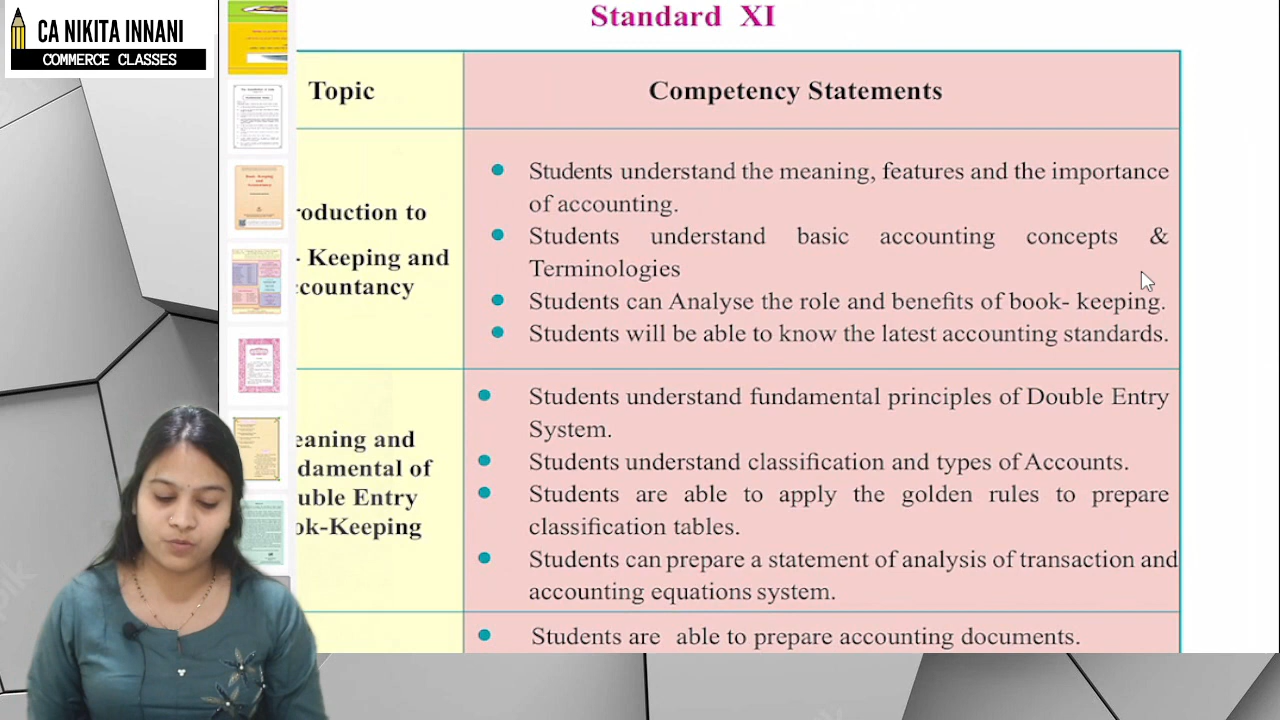 CA NIKITA INNANI
COMMERCE CLASSES
Standard XI
Topic
Competency Statements
roduction to
- Keeping and
countancy
Students understend the meaning, features and the importance
of accounting.
Students understand basic accounting concepts &
Terminologies
Students can Analyse the role and benefits of book- keeping.
Students will be able to know the latest accounting standards.
eaning and
damental of
uble Entry
ok-Keeping
Students understand fundamental principles of Double Entry
System.
Students understand classification and types of Accounts.
Students are able to apply the golden rules to prepare
classification tables.
Students can prepare a statement of analysis of transaction and
accounting equations system.
Students are able to prepare accounting documents.